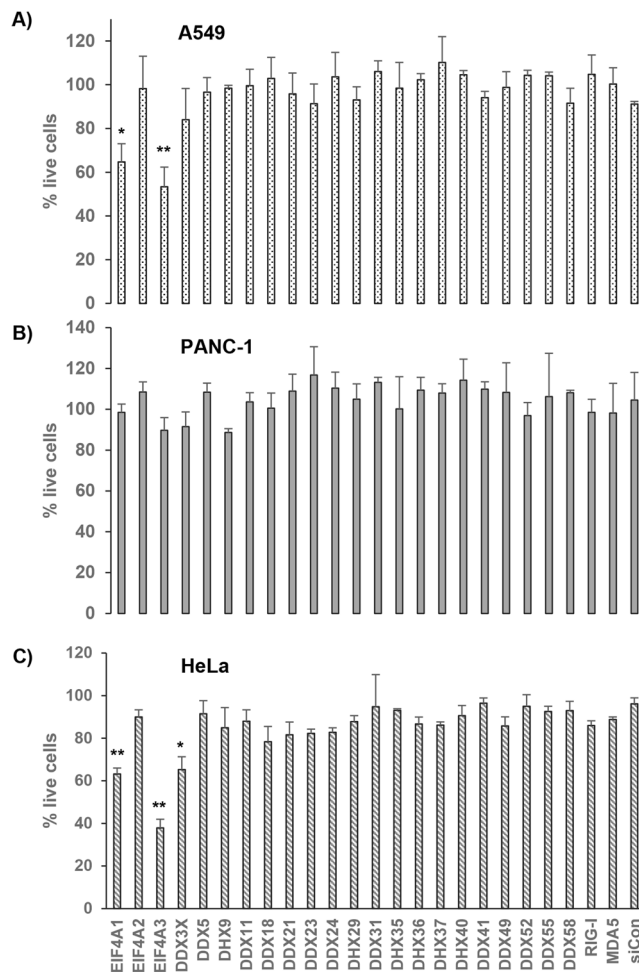 A)
A549
% live cells
120
100
80
60
40
20
0
*
**
B)
PANC-1
% live cells
140
120
100
80
60
40
20
0
C)
HeLa
% live cells
120
100
80
60
40
20
0
**
**
*
EIF4A1
EIF4A2
EIF4A3
DDX3X
DDX5
DHX9
DDX11
DDX18
DDX21
DDX23
DDX24
DHX29
DDX31
DHX35
DHX36
DHX37
DHX40
DDX41
DDX49
DDX52
DDX55
DDX58
RIG-I
MDA5
siCon